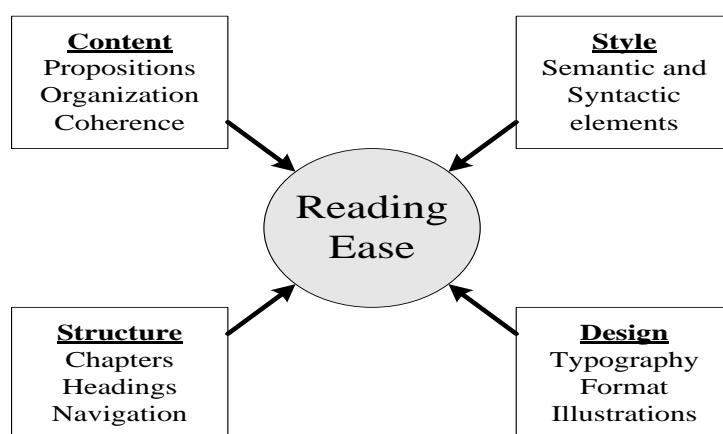 Content
Propositions
Organization
Coherence
Style
Semantic and
Syntactic
elements
Reading
Ease
Structure
Chapters
Headings
Navigation
Design
Typography
Format
Illustrations